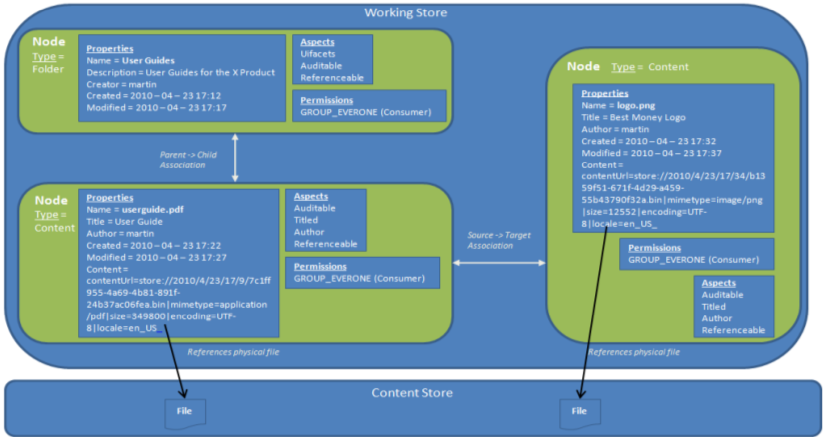 Working Store
Node
Type =
Folder
Properties
Name = User Guides
Description = User Guides for the X Product
Creator = martin
Created = 2010 – 04 – 23 17:12
Modified = 2010 – 04 – 23 17:17
Aspects
Uifacets
Auditable
Referenceable
Permissions
GROUP_EVERONE (Consumer)
Parent -> Child
Association
Node
Type =
Content
Properties
Name = userguide.pdf
Title = User Guide
Author = martin
Created = 2010 – 04 – 23 17:22
Modified = 2010 – 04 – 23 17:27
Content =
contentUrl=store://2010/4/23/17/9/7c1ff
955-4a69-4b81-891f-
24b37ac06fea.bin|mimetype=application
/pdf|size=349800|encoding=UTF-
8|locale=en_US_
Aspects
Auditable
Titled
Author
Referenceable
Permissions
GROUP_EVERONE (Consumer)
References physical file
Source -> Target
Association
Node Type = Content
Properties
Name = logo.png
Title = Best Money Logo
Author = martin
Created = 2010 – 04 – 23 17:32
Modified = 2010 – 04 – 23 17:37
Content =
contentUrl=store://2010/4/23/17/34/b13
59f51-671f-4d29-a459-
55b43790f32a.bin|mimetype=image/png
|size=12552|encoding=UTF-
8|locale=en_US_
Permissions
GROUP_EVERONE (Consumer)
Aspects
Auditable
Titled
Author
Referenceable
References physical file
Content Store
File
File